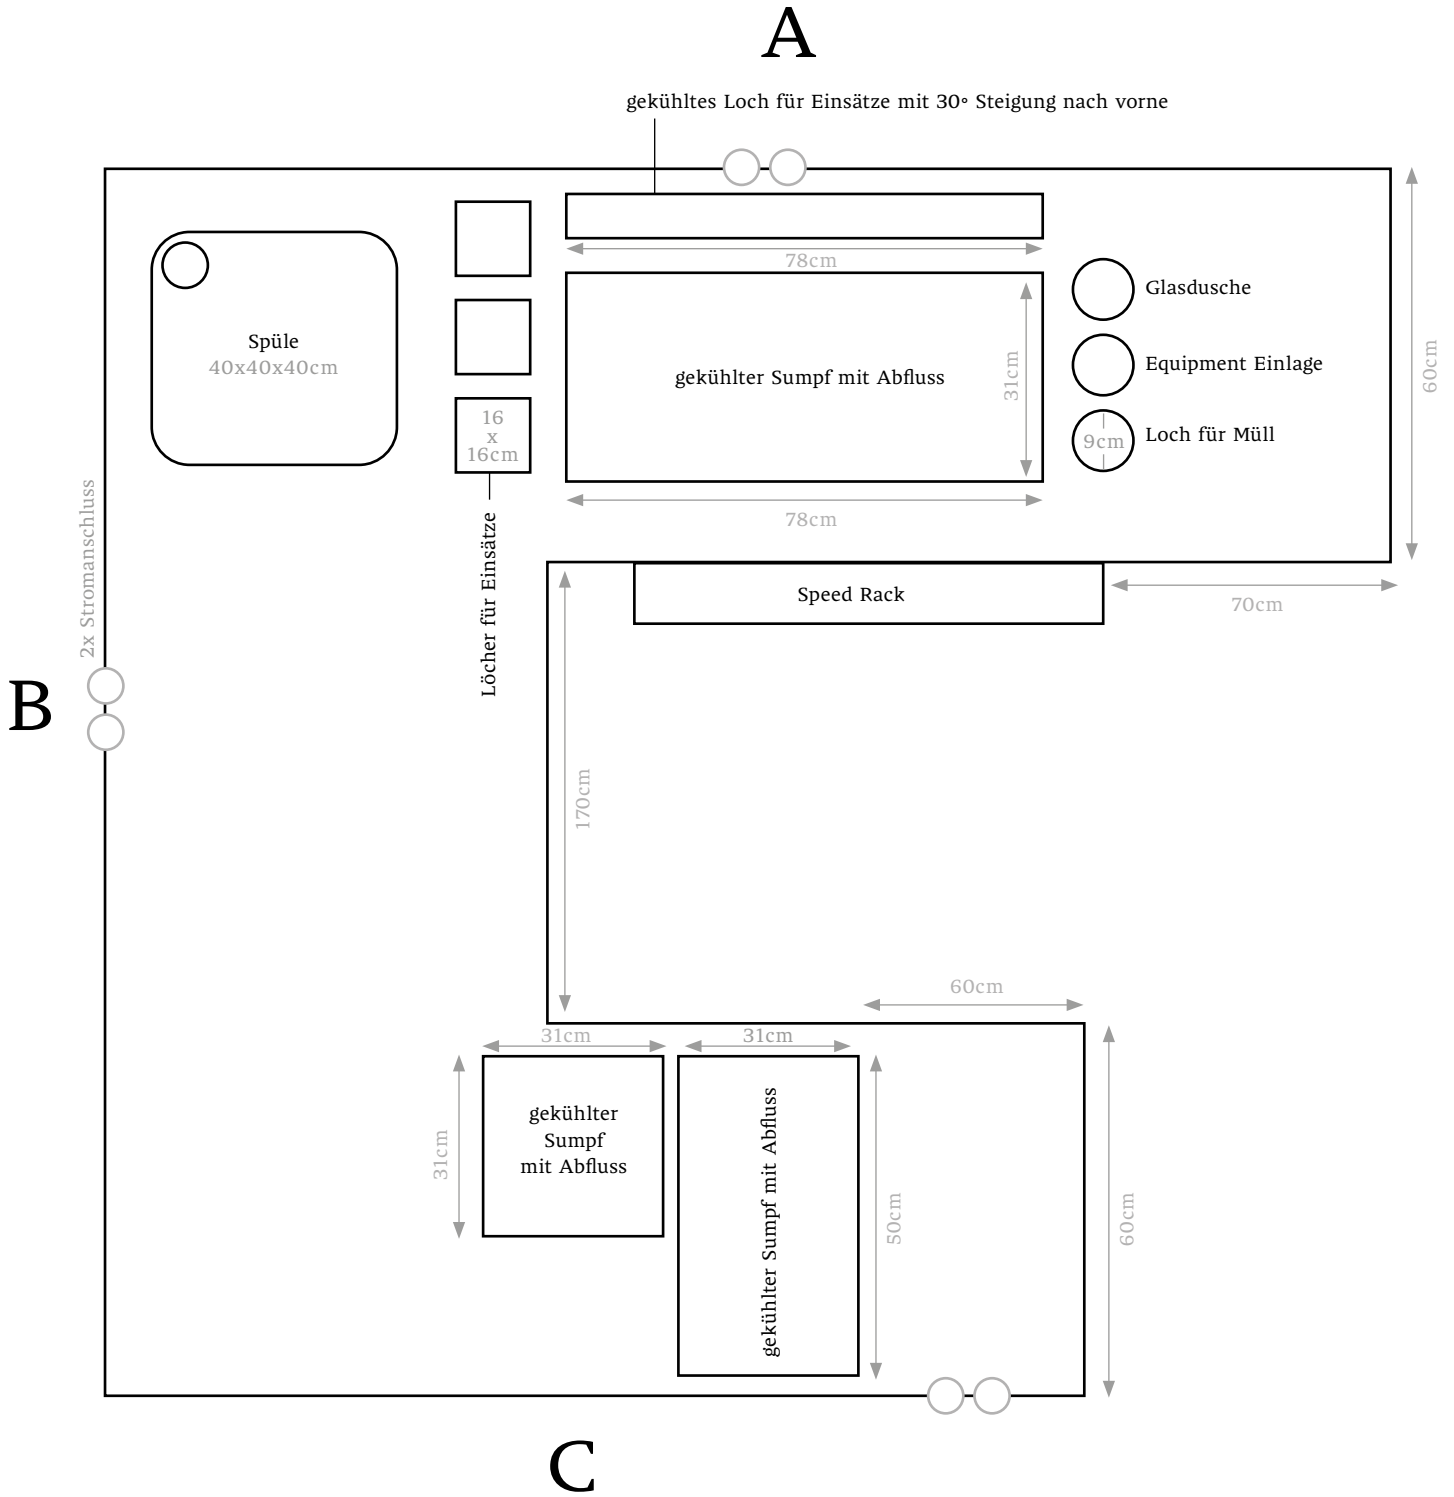 A
gekühltes Loch für Einsätze mit 30° Steigung nach vorne
78cm
Glasdusche
Spüle
40x40x40cm
gekühlter Sumpf mit Abfluss
31cm
Equipment Einlage
60cm
16
x
16cm
9cm
Loch für Müll
78cm
2x Stromanschluss
Löcher für Einsätze
Speed Rack
70cm
B
170cm
60cm
31cm
31cm
gekühlter
Sumpf
mit Abfluss
31cm
gekühlter Sumpf mit Abfluss
50cm
60cm
C